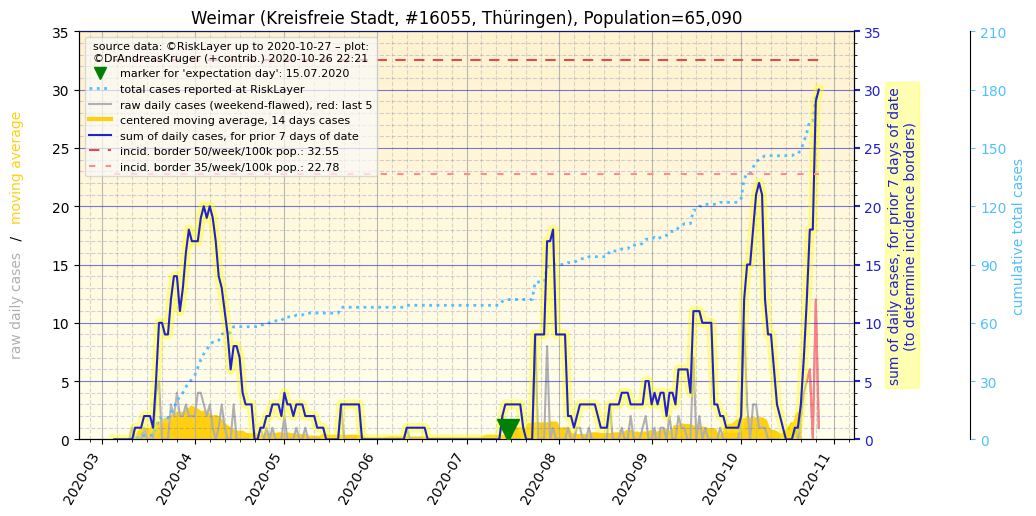 Weimar (Kreisfreie Stadt, #16055, Thüringen), Population=65,090
source data: ©RiskLayer up to 2020-10-27 – plot:
©DrAndreasKruger (+contrib.) 2020-10-26 22:21
marker for 'expectation day': 15.07.2020
total cases reported at RiskLayer
raw daily cases (weekend-flawed), red: last 5
centered moving average, 14 days cases
sum of daily cases, for prior 7 days of date
incid. border 50/week/100k pop.: 32.55
incid. border 35/week/100k pop.: 22.78
raw daily cases / moving average
35
30
25
20
15
10
5
0
2020-03
2020-04
2020-05
2020-06
2020-07
2020-08
2020-09
2020-10
2020-11
35
30
25
20
15
10
5
0
sum of daily cases, for prior 7 days of date
(to determine incidence borders)
210
180
150
120
90
60
30
0
cumulative total cases